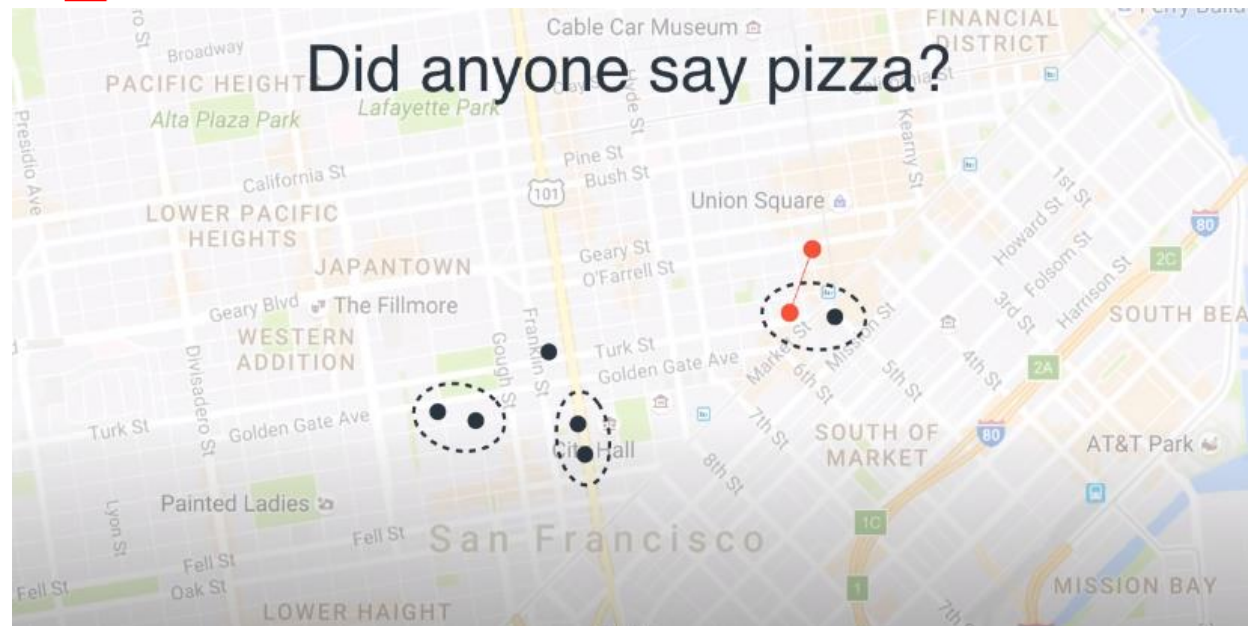 Cable Car Museum
FINANCIAL
DISTRICT
Broadway
Did anyone say pizza?
PACIFIC HEIGHTS
California St
Alta Plaza Park
Lafayette Park
Hyde St
Presidio Ave
Kearny St
Pine St
Bush St
California St
101
Union Square
1st St
LOWER PACIFIC
HEIGHTS
80
Howard St
Geary St
O'Farrell St
Folsom St
2C
JAPANTOWN
Harrison St
Geary Blvd
The Fillmore
3rd St
SOUTH BEA
WESTERN
ADDITION
Franklin St
Gough St
Turk St
Golden Gate Ave
Market St
Mission St
4th St
Divisadero St
6th St
5th St
2A
Turk St
Golden Gate Ave
7th St
SOUTH OF
MARKET
80
AT&T Park
City Hall
8th St
Painted Ladies
Lyon St
Fell St
San Francisco
1C
Fell St
Fell St
Oak St
1
MISSION BAY
LOWER HAIGHT
7th St